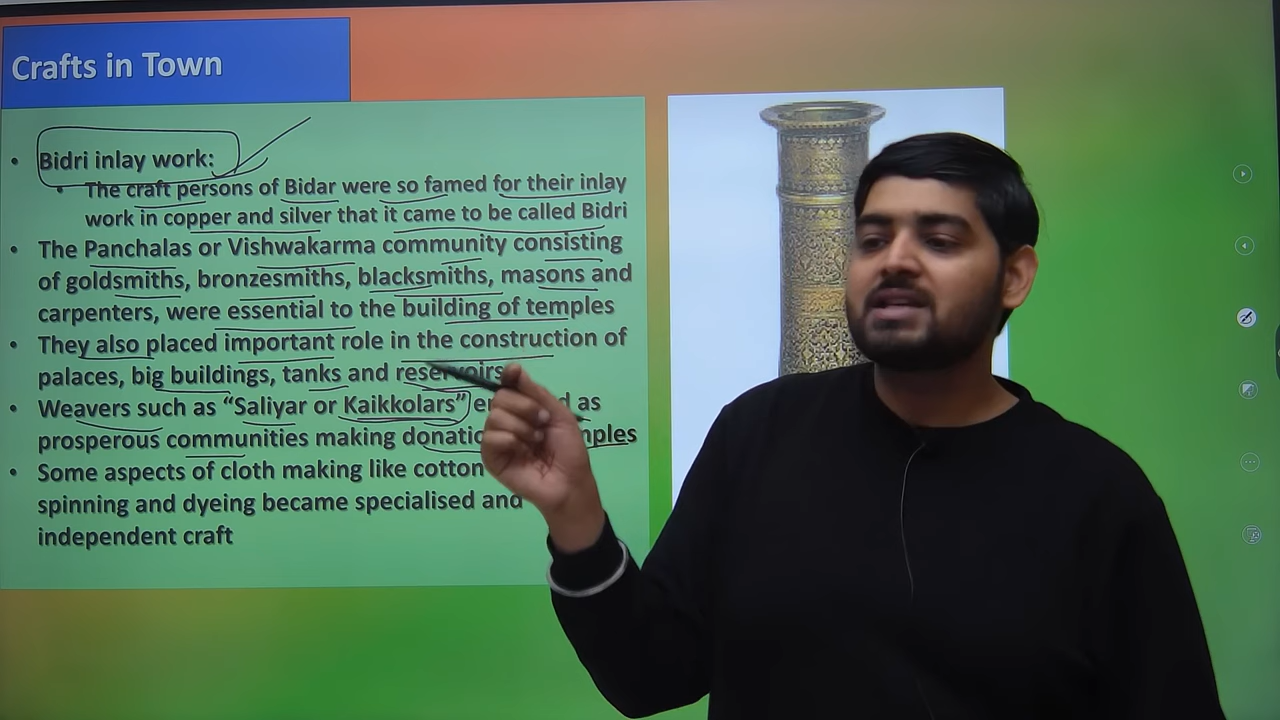 Crafts in Town
• Bidri inlay work:
• The craft persons of Bidar were so famed for their inlay
work in copper and silver that it came to be called Bidri
• The Panchalas or Vishwakarma community consisting
of goldsmiths, bronzesmiths, blacksmiths, masons and
carpenters, were essential to the building of temples
• They also placed important role in the construction of
palaces, big buildings, tanks and reservoirs
• Weavers such as “Saliyar or Kaikkolars” as
prosperous communities making
• Some aspects of cloth making like cotton
spinning and dyeing became specialised and
independent craft